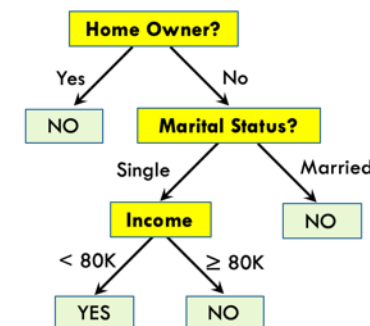 Home Owner?
Yes
No
NO
Marital Status?
Single
Married
Income
NO
< 80K
≥ 80K
YES
NO